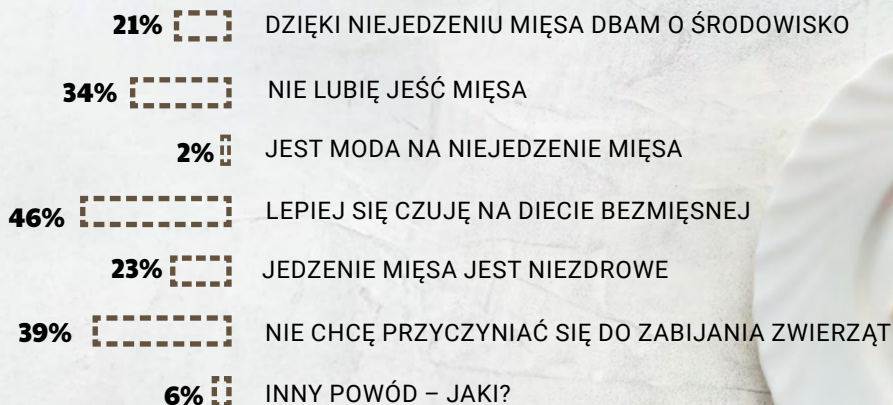 21% DZIĘKI NIEJEDZENIU MIĘSA DBAM O ŚRODOWISKO
34% NIE LUBIĘ JEŚĆ MIĘSA
2% JEST MODA NA NIEJEDZENIE MIĘSA
46% LEPIEJ SIĘ CZUJĘ NA DIECIE BEZMIĘSNEJ
23% JEDZENIE MIĘSA JEST NIEZDROWE
39% NIE CHCĘ PRZYCZYNIAĆ SIĘ DO ZABIJANIA ZWIERZĄT
6% INNY POWÓD – JAKI?